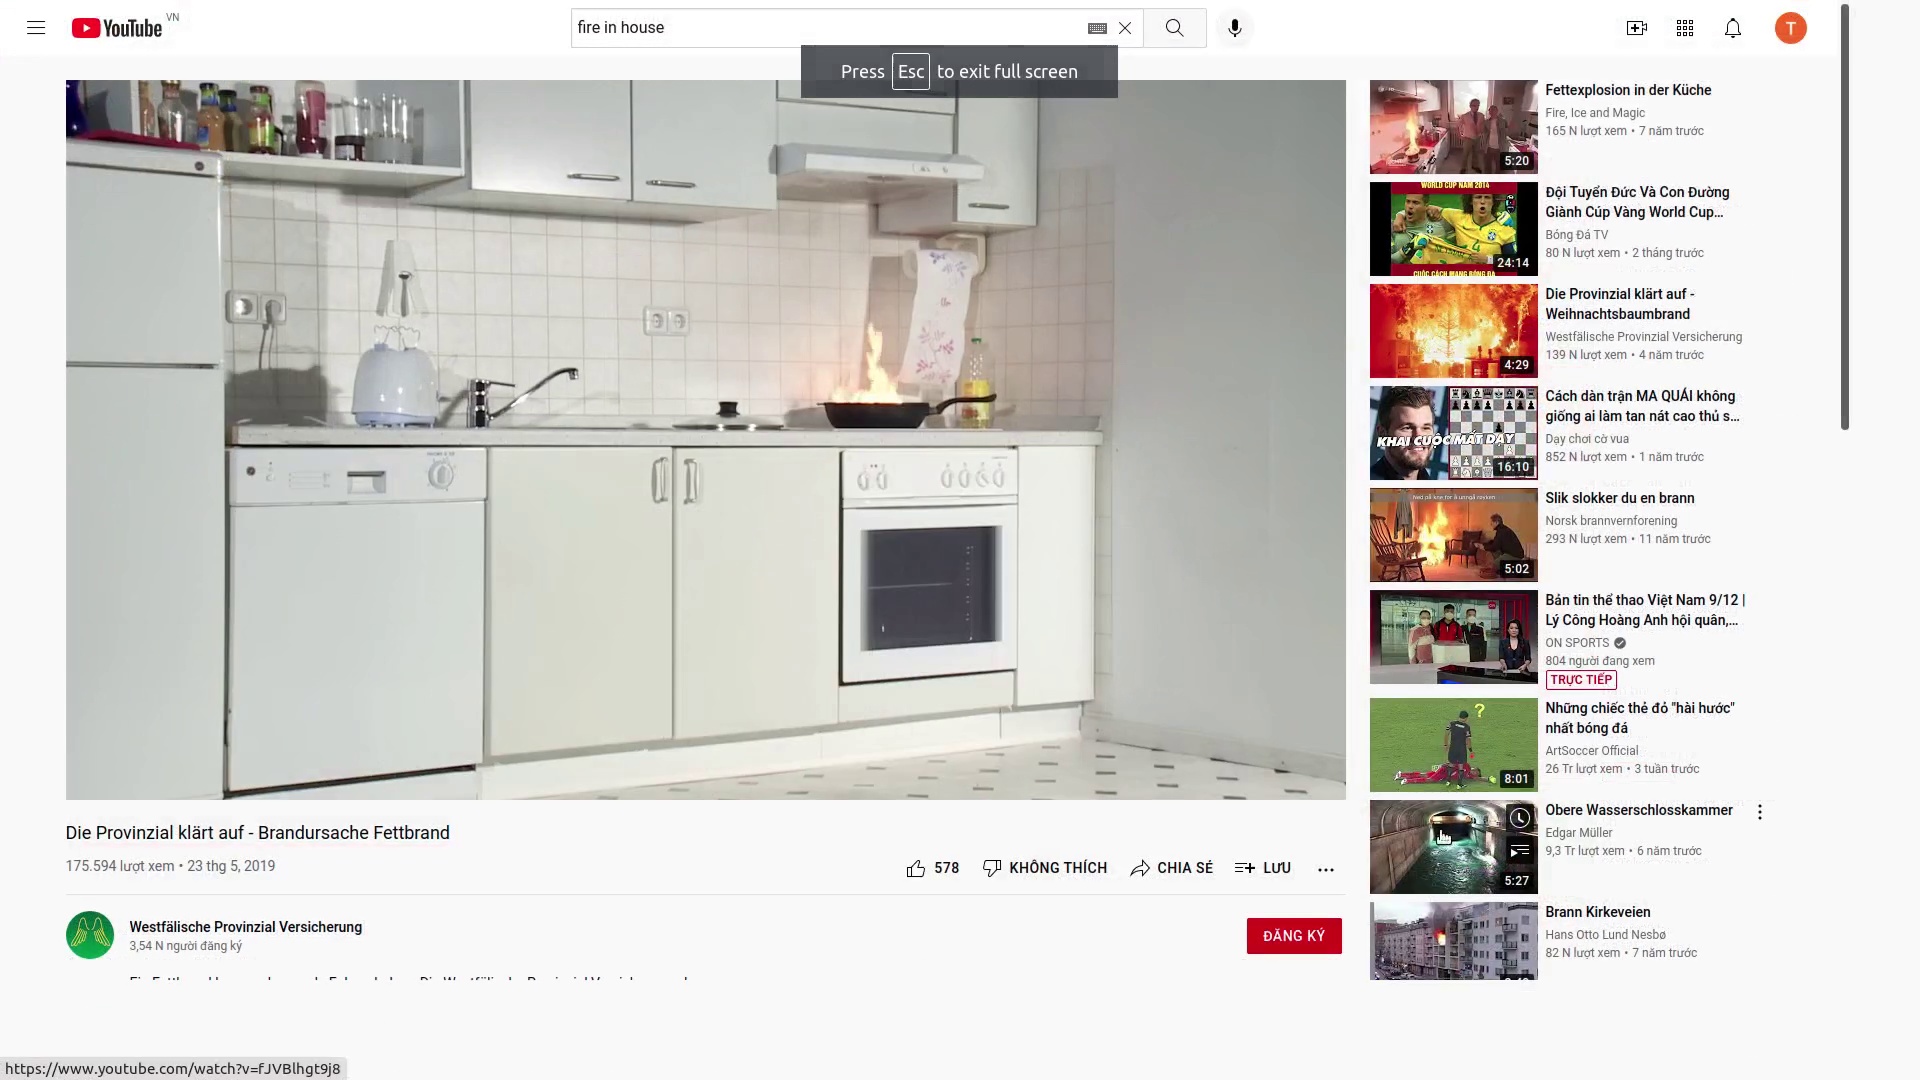 YouTube VN
fire in house
T
Press Esc to exit full screen
5:20
Fettexplosion in der Küche
Fire, Ice and Magic
165 N lượt xem • 7 năm trước
WORLD CUP NAM 2014
CUỘC CÁCH MẠNG BÓNG ĐÁ
24:14
Đội Tuyển Đức Và Con Đường
Giành Cúp Vàng World Cup...
Bóng Đá TV
80 N lượt xem • 2 tháng trước
4:29
Die Provinzial klärt auf -
Weihnachtsbaumbrand
Westfälische Provinzial Versicherung
139 N lượt xem • 4 năm trước
KHAI CUỘC MẤT DẠY
16:10
Cách dàn trận MA QUÁI không
giống ai làm tan nát cao thủ s...
Dạy chơi cờ vua
852 N lượt xem • 1 năm trước
5:02
Slik slokker du en brann
Norsk brannvernforening
293 N lượt xem • 11 năm trước
Bản tin thể thao Việt Nam 9/12 |
Lý Công Hoàng Anh hội quân,...
ON SPORTS
804 người đang xem
TRỰC TIẾP
?
8:01
Những chiếc thẻ đỏ "hài hước"
nhất bóng đá
ArtSoccer Official
26 Tr lượt xem • 3 tuần trước
5:27
Obere Wasserschlosskammer
Edgar Müller
9,3 Tr lượt xem • 6 năm trước
Brann Kirkeveien
Hans Otto Lund Nesbø
82 N lượt xem • 7 năm trước
Die Provinzial klärt auf - Brandursache Fettbrand
175.594 lượt xem • 23 thg 5, 2019
578 KHÔNG THÍCH CHIA SẺ LƯU
Westfälische Provinzial Versicherung
3,54 N người đăng ký
ĐĂNG KÝ
https://www.youtube.com/watch?v=fJVBlhgt9j8